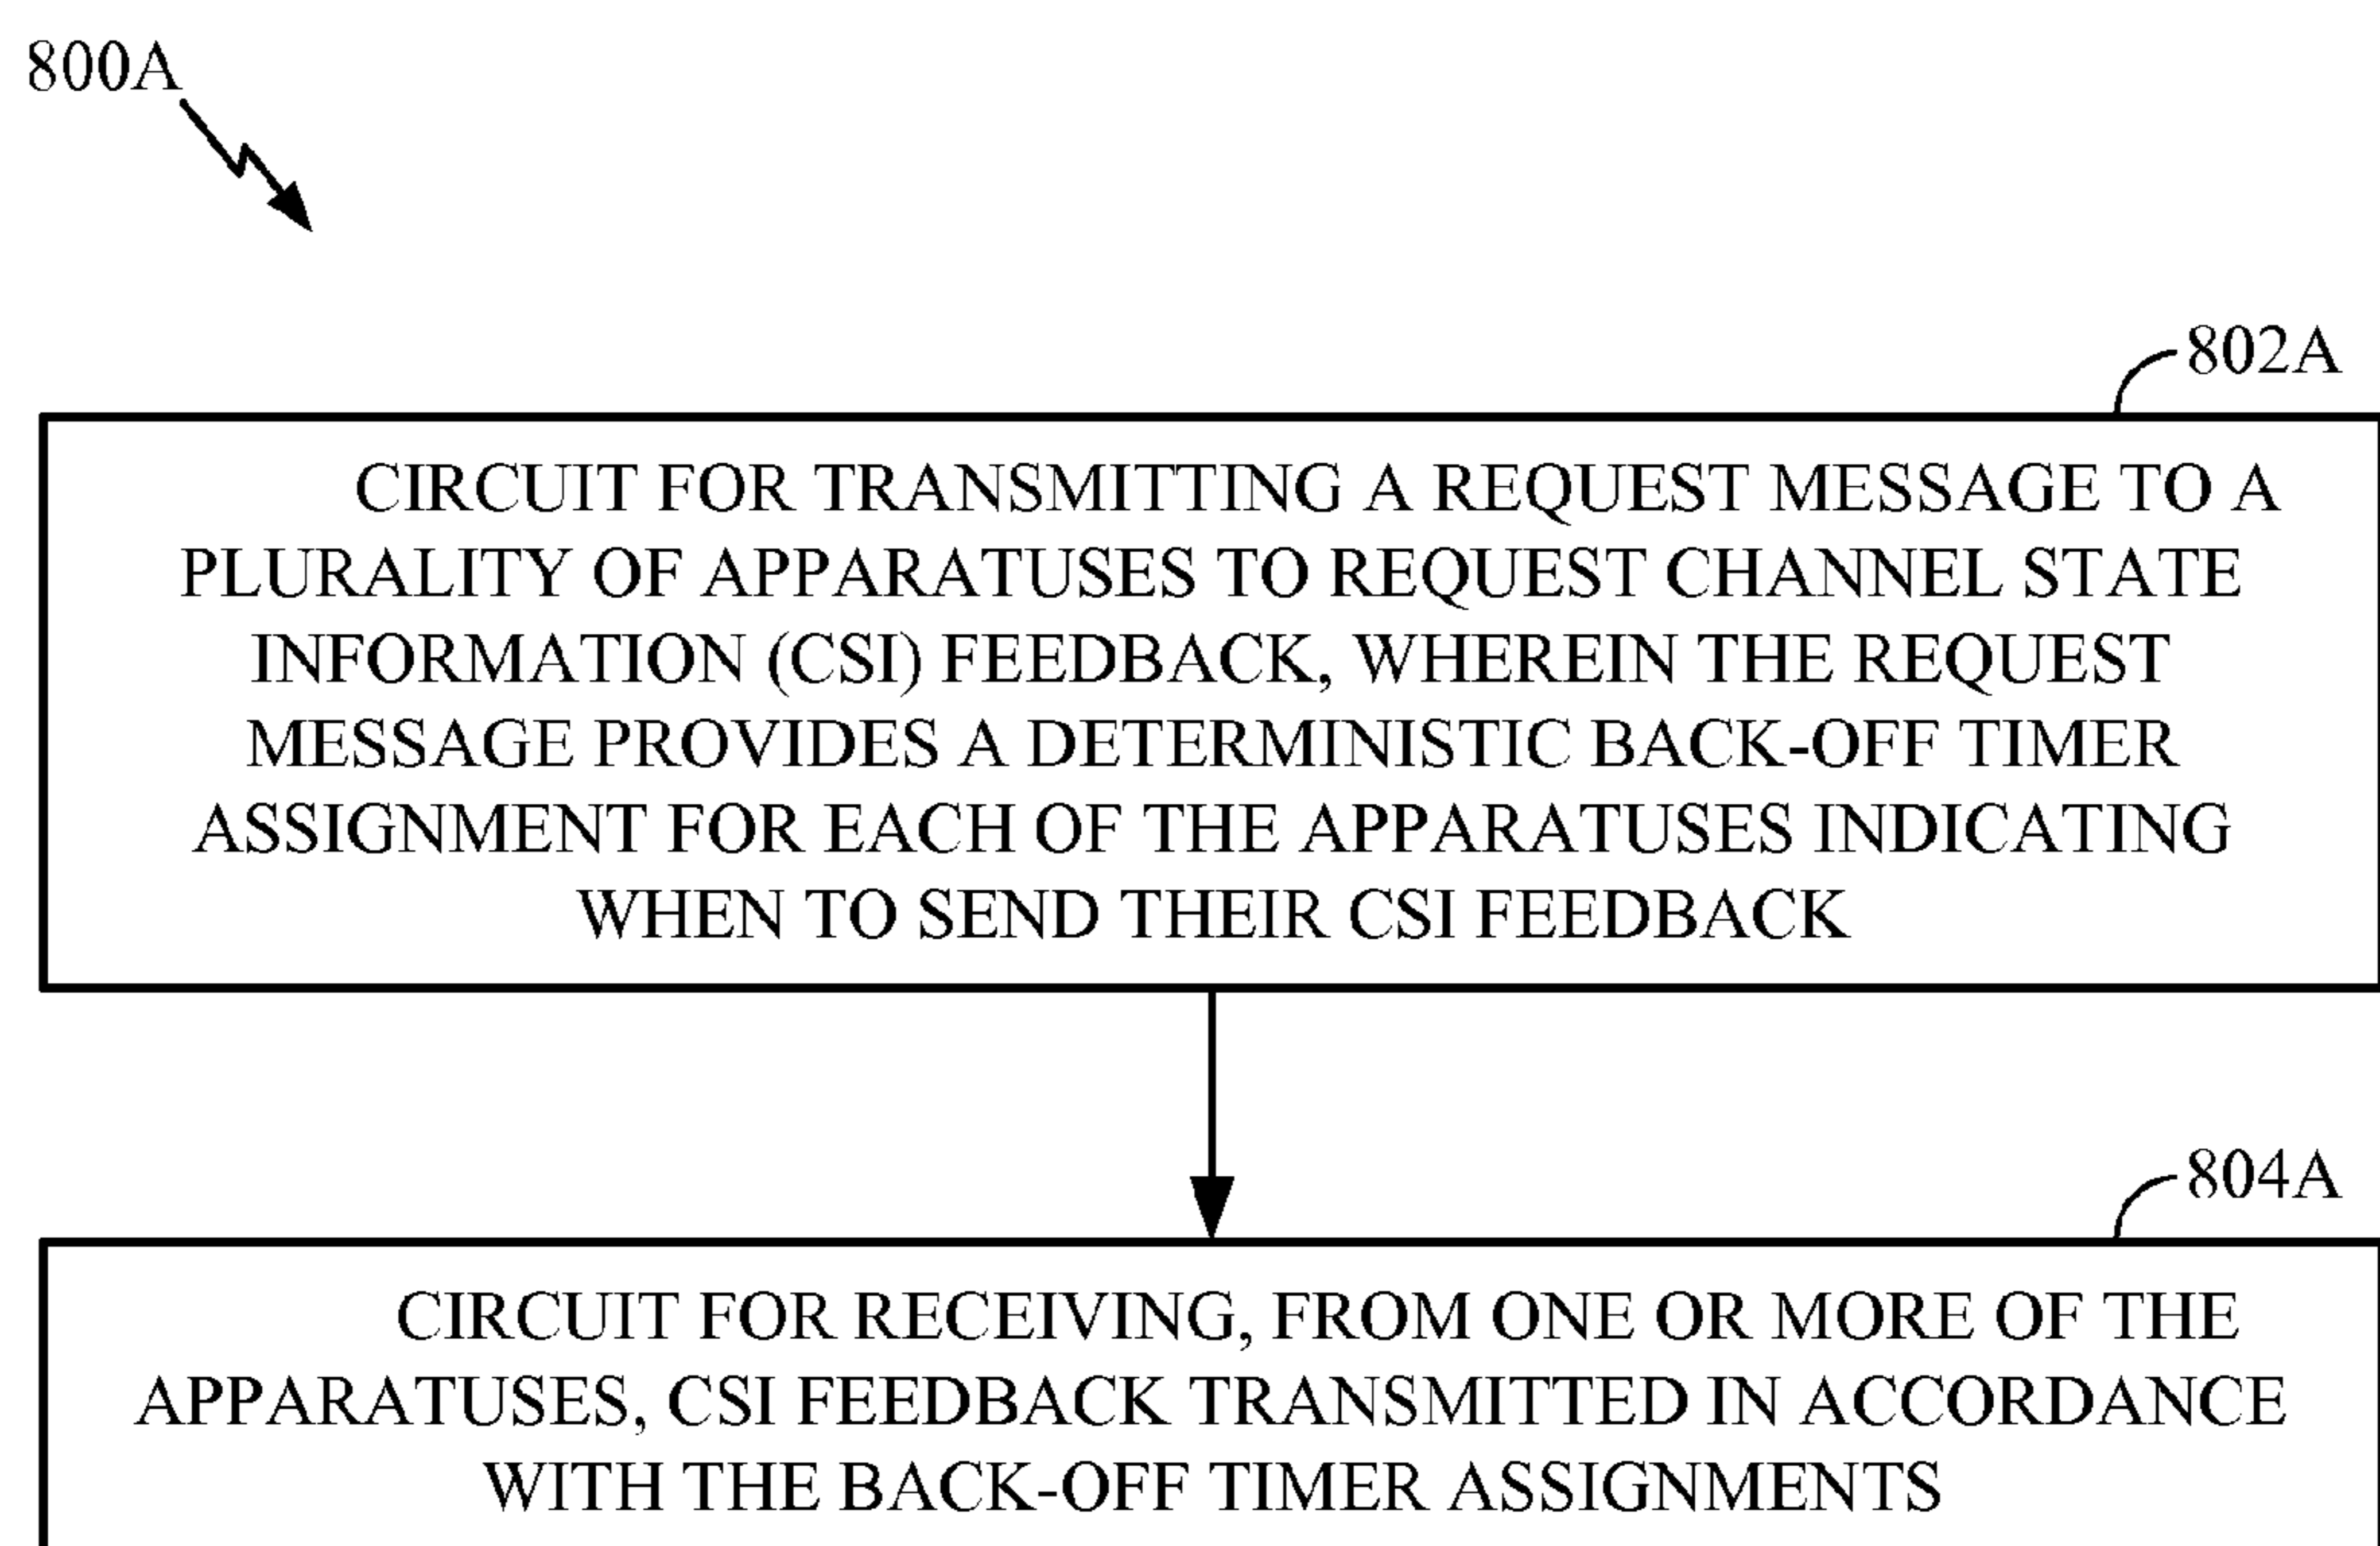 800A
802A
CIRCUIT FOR TRANSMITTING A REQUEST MESSAGE TO A
PLURALITY OF APPARATUSES TO REQUEST CHANNEL STATE
INFORMATION (CSI) FEEDBACK, WHEREIN THE REQUEST
MESSAGE PROVIDES A DETERMINISTIC BACK-OFF TIMER
ASSIGNMENT FOR EACH OF THE APPARATUSES INDICATING
WHEN TO SEND THEIR CSI FEEDBACK
804A
CIRCUIT FOR RECEIVING, FROM ONE OR MORE OF THE
APPARATUSES, CSI FEEDBACK TRANSMITTED IN ACCORDANCE
WITH THE BACK-OFF TIMER ASSIGNMENTS